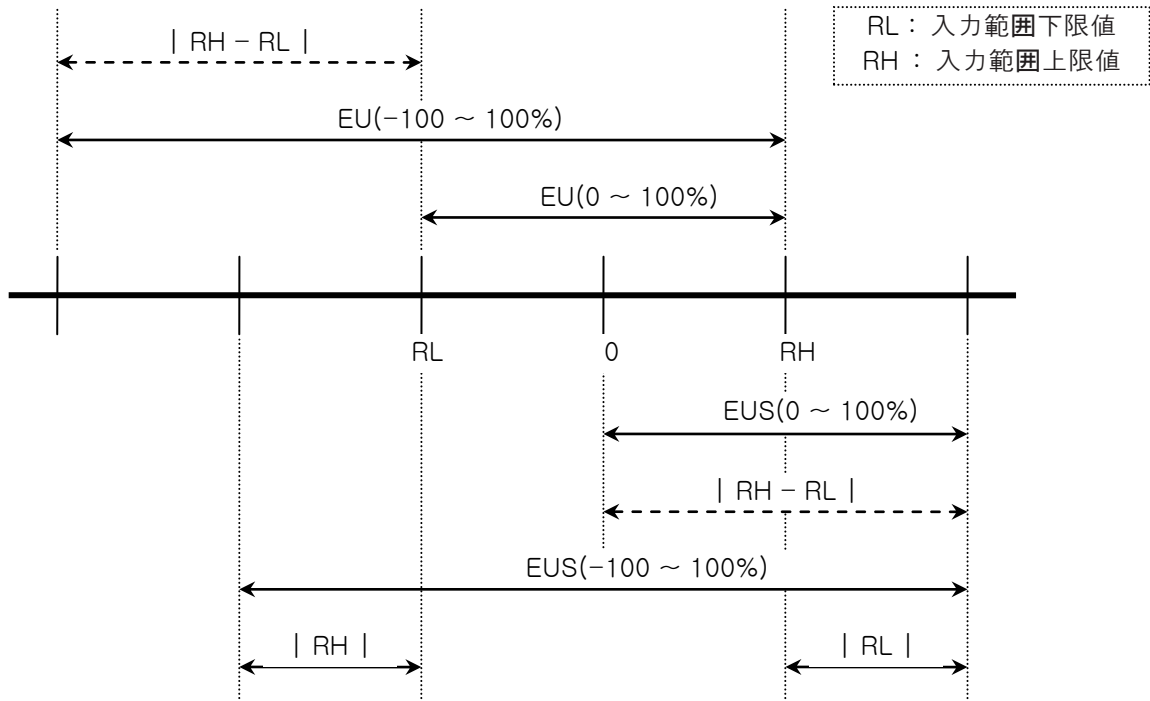 | RH - RL |
RL : 入力範囲下限値
RH : 入力範囲上限値
EU(-100 ~ 100%)
EU(0 ~ 100%)
RL
0
RH
EUS(0 ~ 100%)
| RH - RL |
EUS(-100 ~ 100%)
| RH |
| RL |